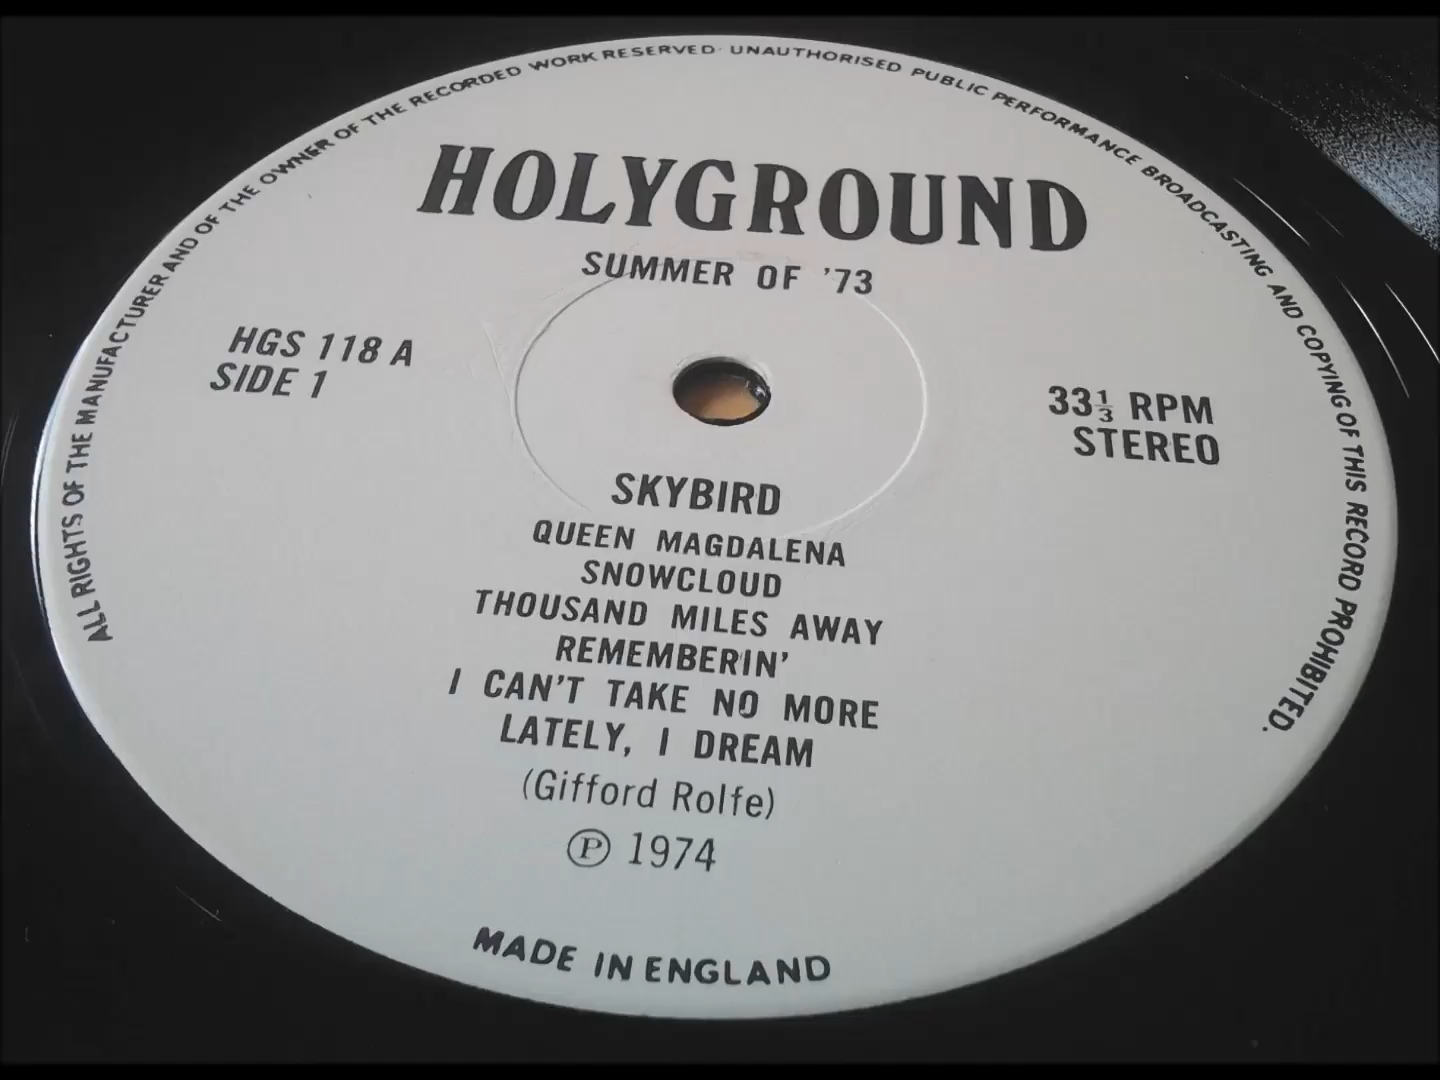 ALL RIGHTS OF THE MANUFACTURER AND OF THE OWNER OF THE RECORDED WORK RESERVED · UNAUTHORISED PUBLIC PERFORMANCE BROADCASTING AND COPYING OF THIS RECORD PROHIBITED.
HOLYGROUND
SUMMER OF '73
HGS 118 A
SIDE 1
33⅓ RPM
STEREO
SKYBIRD
QUEEN MAGDALENA
SNOWCLOUD
THOUSAND MILES AWAY
REMEMBERIN'
I CAN'T TAKE NO MORE
LATELY, I DREAM
(Gifford Rolfe)
Ⓟ 1974
MADE IN ENGLAND